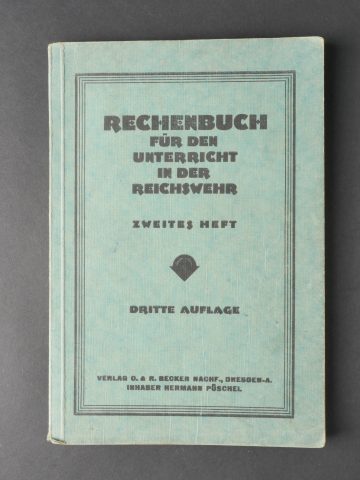 RECHENBUCH
FÜR DEN
UNTERRICHT
IN DER
REICHSWEHR
ZWEITES HEFT
DRITTE AUFLAGE
VERLAG O. & R. BECKER NACHF., DRESDEN-A.
INHABER HERMANN PÖSCHEL